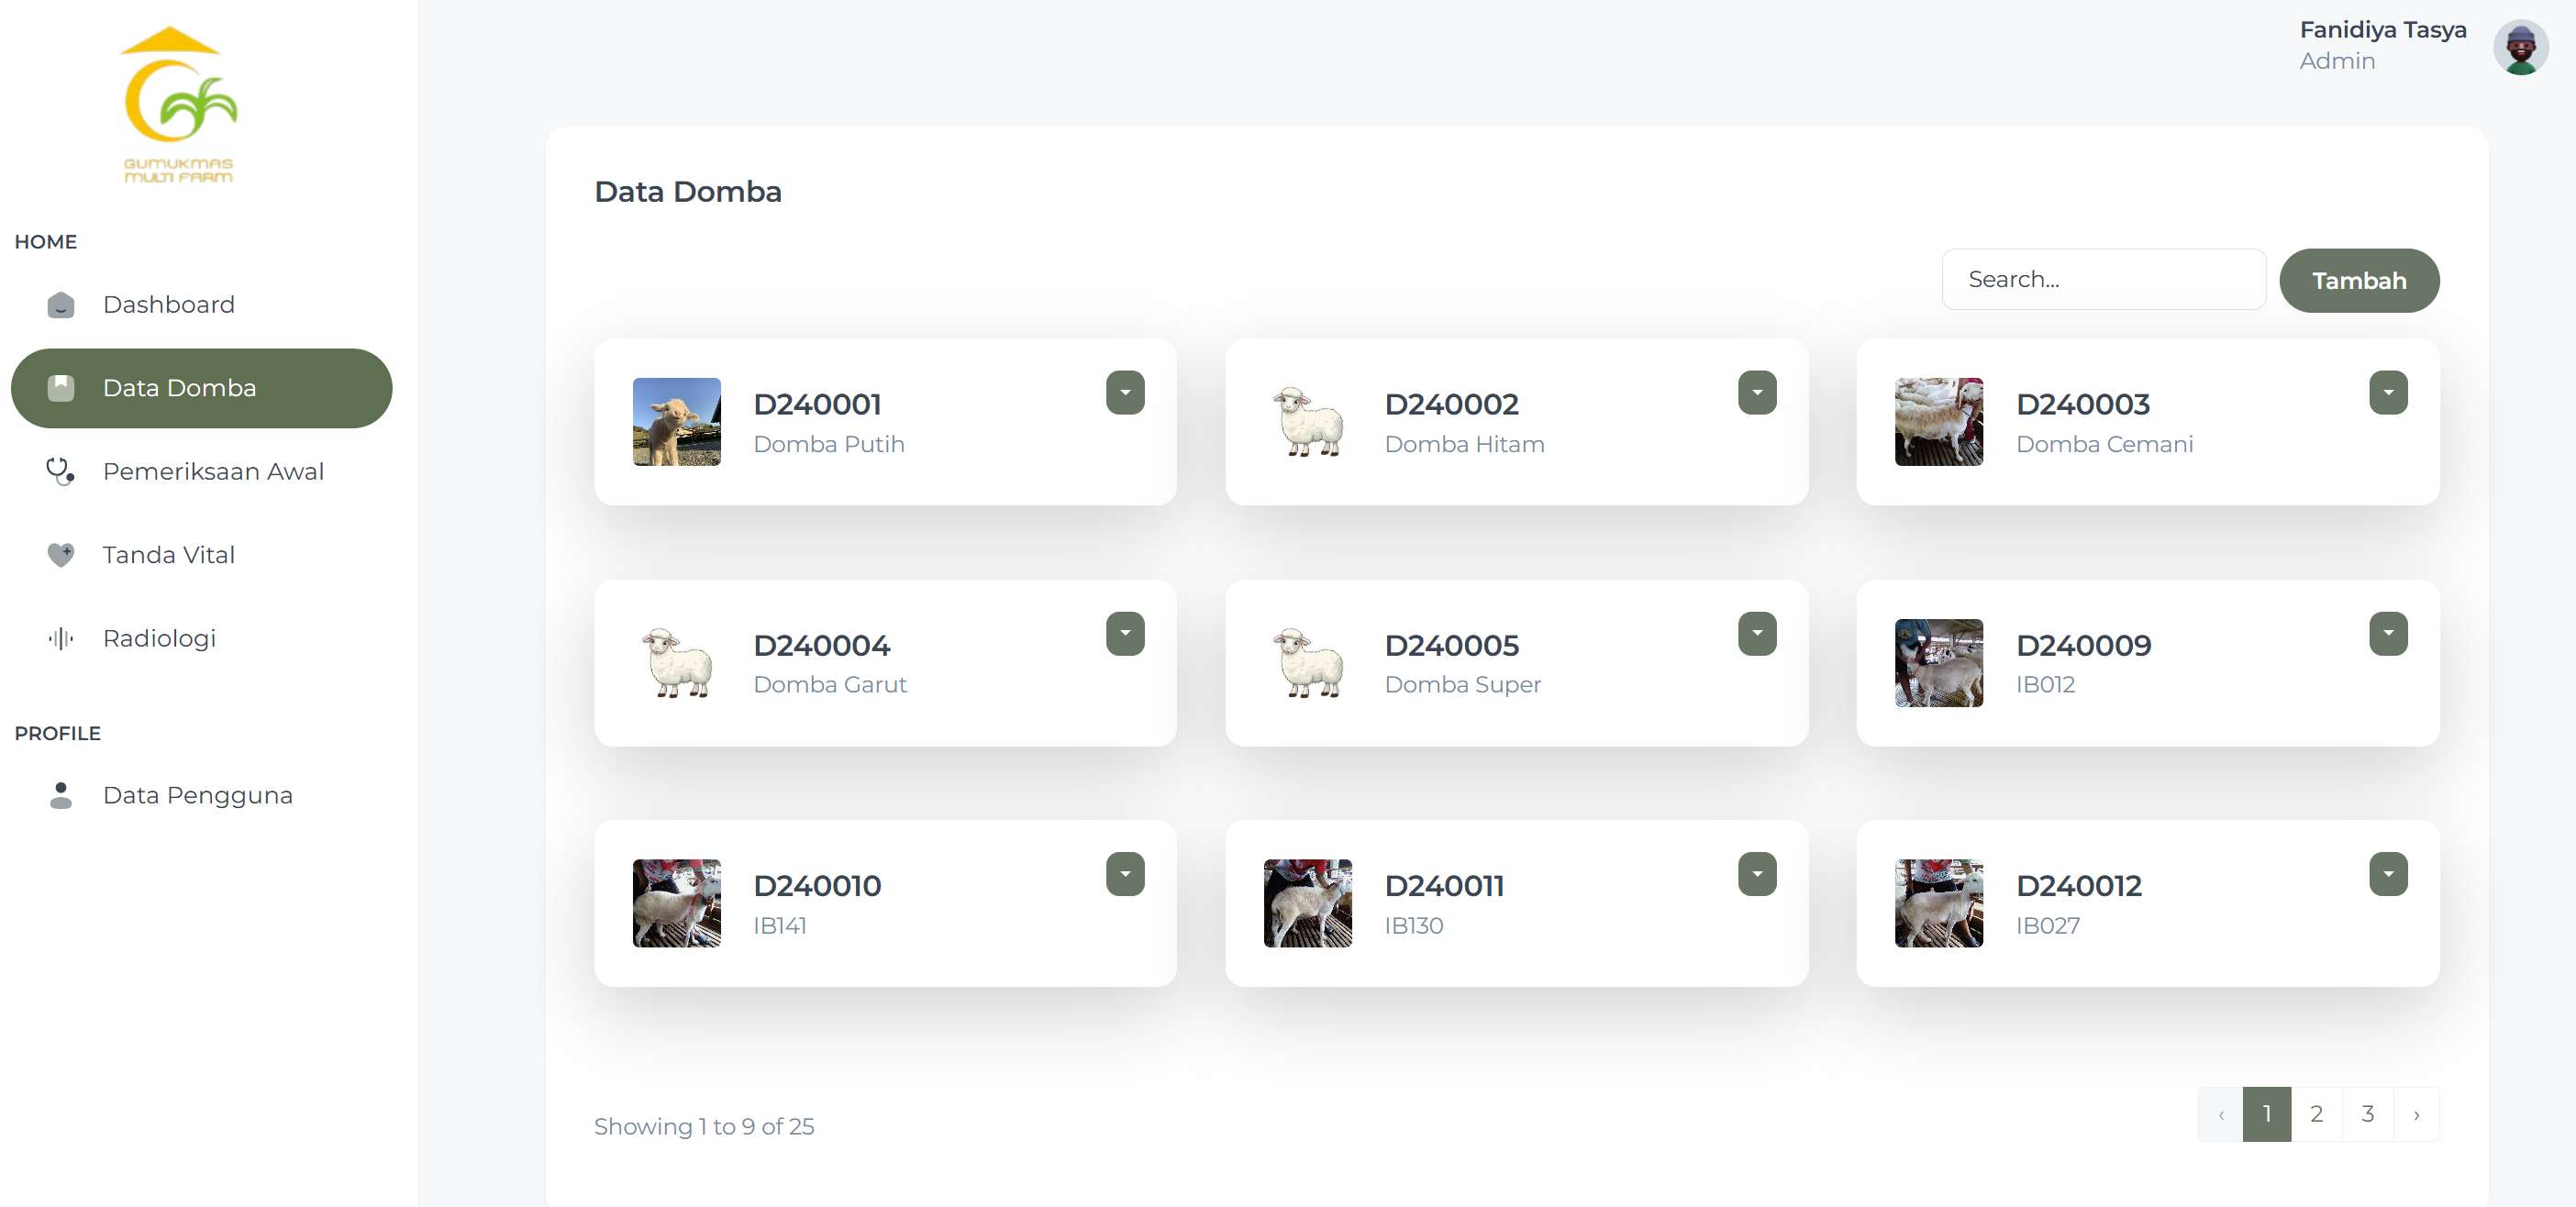 GUMUKMAS
MULTI FARM
Fanidiya Tasya
Admin
HOME
Dashboard
Data Domba
Pemeriksaan Awal
Tanda Vital
Radiologi
PROFILE
Data Pengguna
Data Domba
Search...
Tambah
D240001
Domba Putih
D240002
Domba Hitam
D240003
Domba Cemani
D240004
Domba Garut
D240005
Domba Super
D240009
IB012
D240010
IB141
D240011
IB130
D240012
IB027
Showing 1 to 9 of 25
‹ 1 2 3 ›